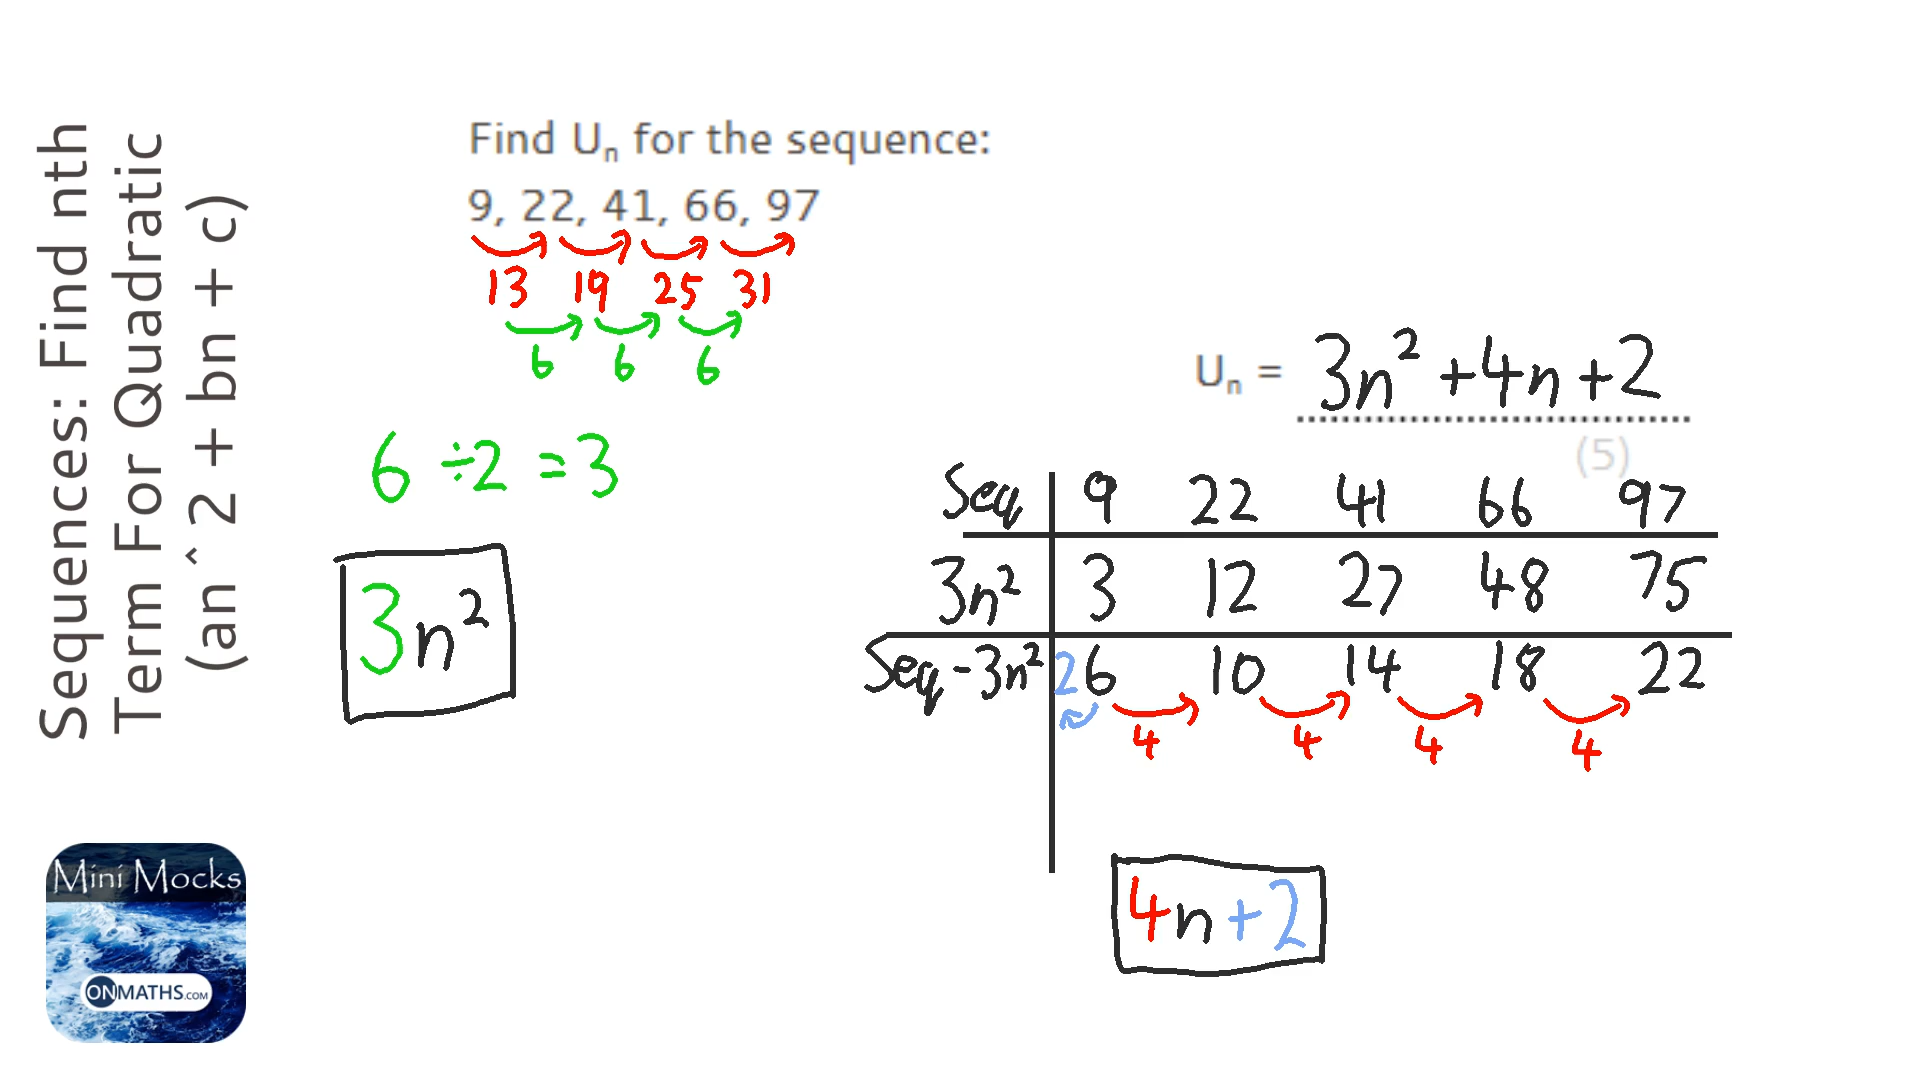 Sequences: Find nth
Term For Quadratic
(an^2 + bn + c)
Find Uₙ for the sequence:
9, 22, 41, 66, 97
13 19 25 31
6 6 6
6 ÷2 = 3
3n²
Uₙ = 3n² +4n +2
(5)
Seq 9 22 41 66 97
3n² 3 12 27 48 75
Seq - 3n² 2 6 10 14 18 22
4 4 4 4
4n +2
Mini Mocks
ONMATHS.COM